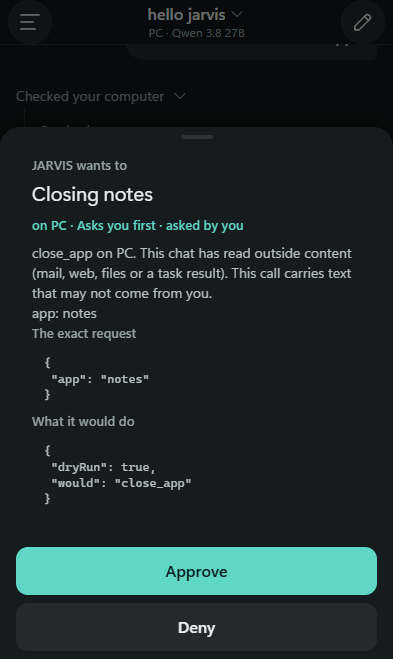 hello jarvis
PC · Qwen 3.8 27B
Checked your computer
JARVIS wants to
Closing notes
on PC · Asks you first · asked by you
close_app on PC. This chat has read outside content
(mail, web, files or a task result). This call carries text
that may not come from you.
app: notes
The exact request
{
"app": "notes"
}
What it would do
{
"dryRun": true,
"would": "close_app"
}
Approve
Deny